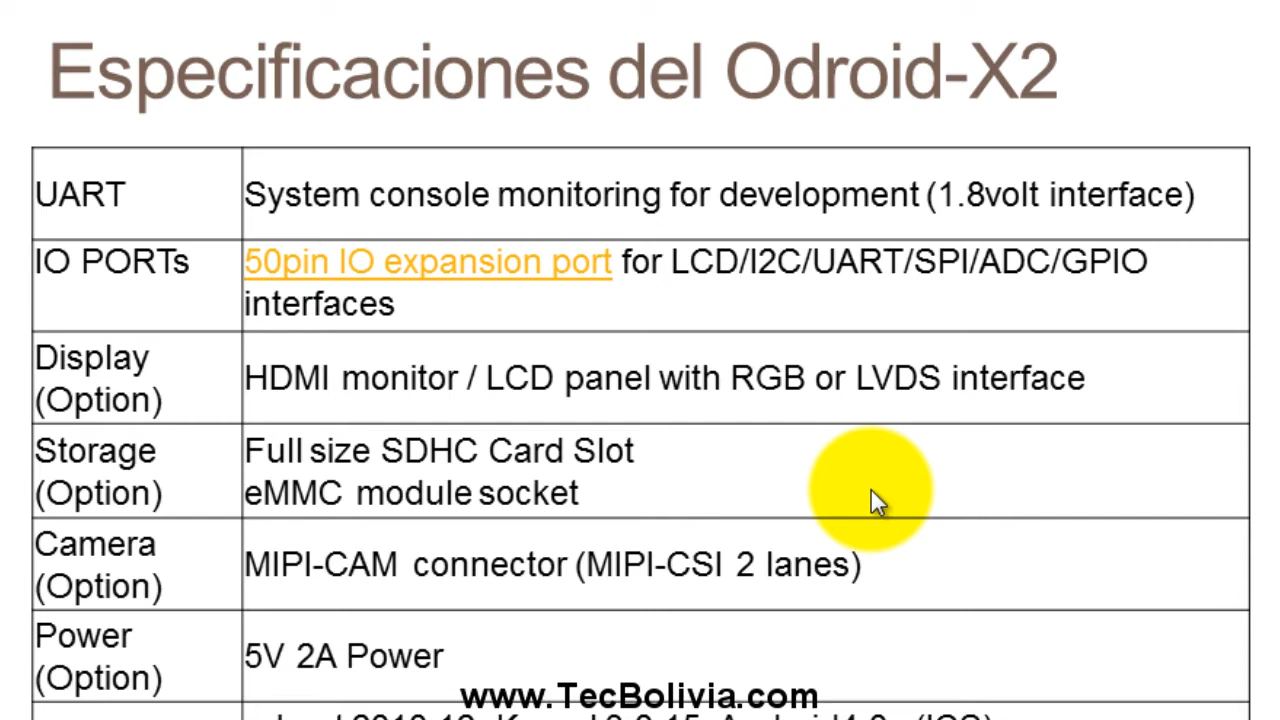 Especificaciones del Odroid-X2
UART
System console monitoring for development (1.8volt interface)
IO PORTs
50pin IO expansion port for LCD/I2C/UART/SPI/ADC/GPIO
interfaces
Display
(Option)
HDMI monitor / LCD panel with RGB or LVDS interface
Storage
(Option)
Full size SDHC Card Slot
eMMC module socket
Camera
(Option)
MIPI-CAM connector (MIPI-CSI 2 lanes)
Power
(Option)
5V 2A Power
www.TecBolivia.com